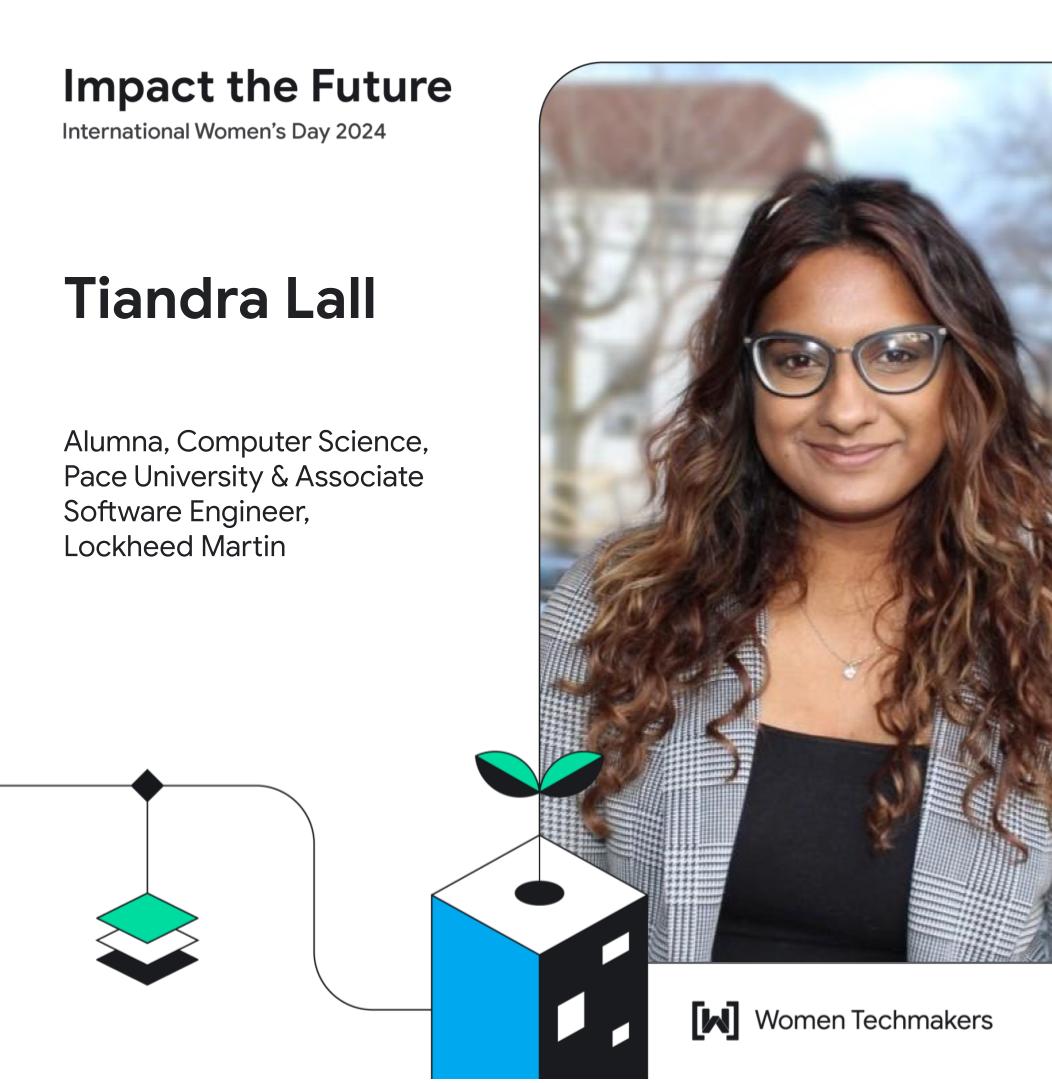 Impact the Future
International Women's Day 2024
Tiandra Lall
Alumna, Computer Science,
Pace University & Associate
Software Engineer,
Lockheed Martin
Women Techmakers